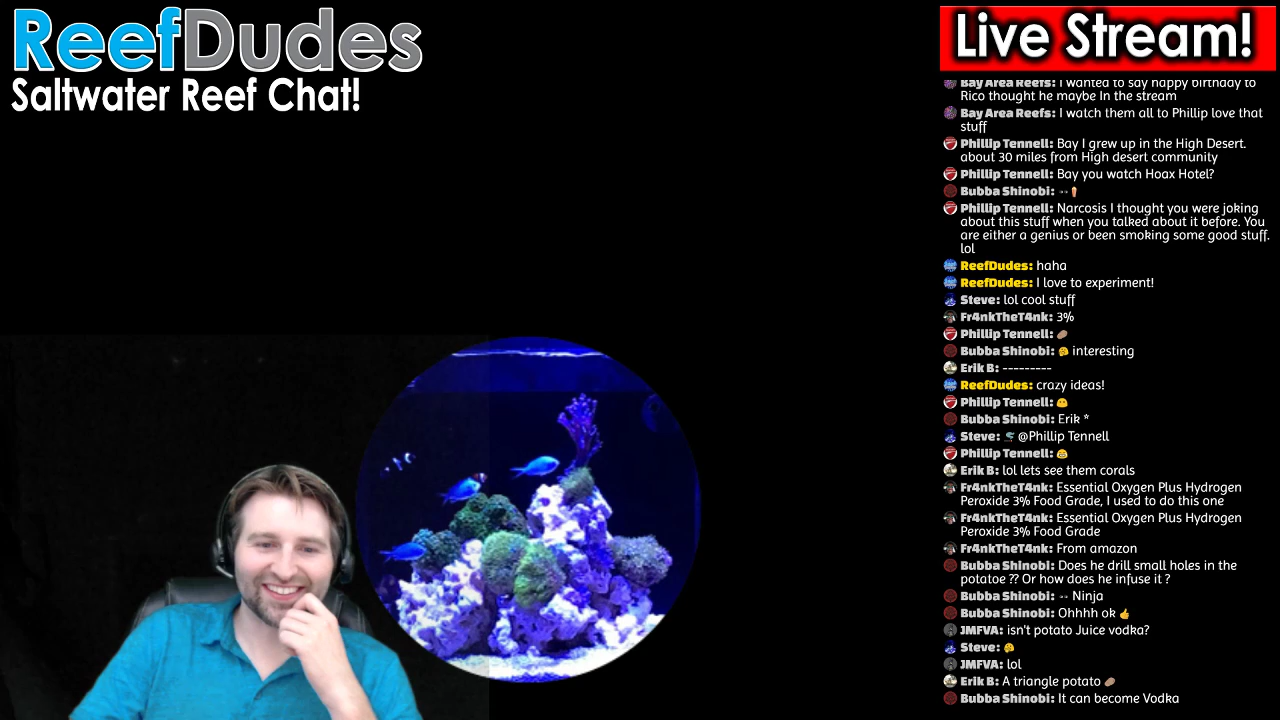 ReefDudes
Saltwater Reef Chat!
Live Stream!
Bay Area Reefs: I wanted to say happy birthday to
Rico thought he maybe In the stream
Bay Area Reefs: I watch them all to Phillip love that
stuff
Phillip Tennell: Bay I grew up in the High Desert.
about 30 miles from High desert community
Phillip Tennell: Bay you watch Hoax Hotel?
Bubba Shinobi: 👀🍦
Phillip Tennell: Narcosis I thought you were joking
about this stuff when you talked about it before. You
are either a genius or been smoking some good stuff.
lol
ReefDudes: haha
ReefDudes: I love to experiment!
Steve: lol cool stuff
Fr4nkTheT4nk: 3%
Phillip Tennell: 🥔
Bubba Shinobi: 🤔 interesting
Erik B: ---------
ReefDudes: crazy ideas!
Phillip Tennell:
Bubba Shinobi: Erik *
Steve: @Phillip Tennell
Phillip Tennell:
Erik B: lol lets see them corals
Fr4nkTheT4nk: Essential Oxygen Plus Hydrogen
Peroxide 3% Food Grade, I used to do this one
Fr4nkTheT4nk: Essential Oxygen Plus Hydrogen
Peroxide 3% Food Grade
Fr4nkTheT4nk: From amazon
Bubba Shinobi: Does he drill small holes in the
potatoe ?? Or how does he infuse it ?
Bubba Shinobi: 👀 Ninja
Bubba Shinobi: Ohhhh ok 👍
JMFVA: isn't potato Juice vodka?
Steve: 🤔
JMFVA: lol
Erik B: A triangle potato 🥔
Bubba Shinobi: It can become Vodka